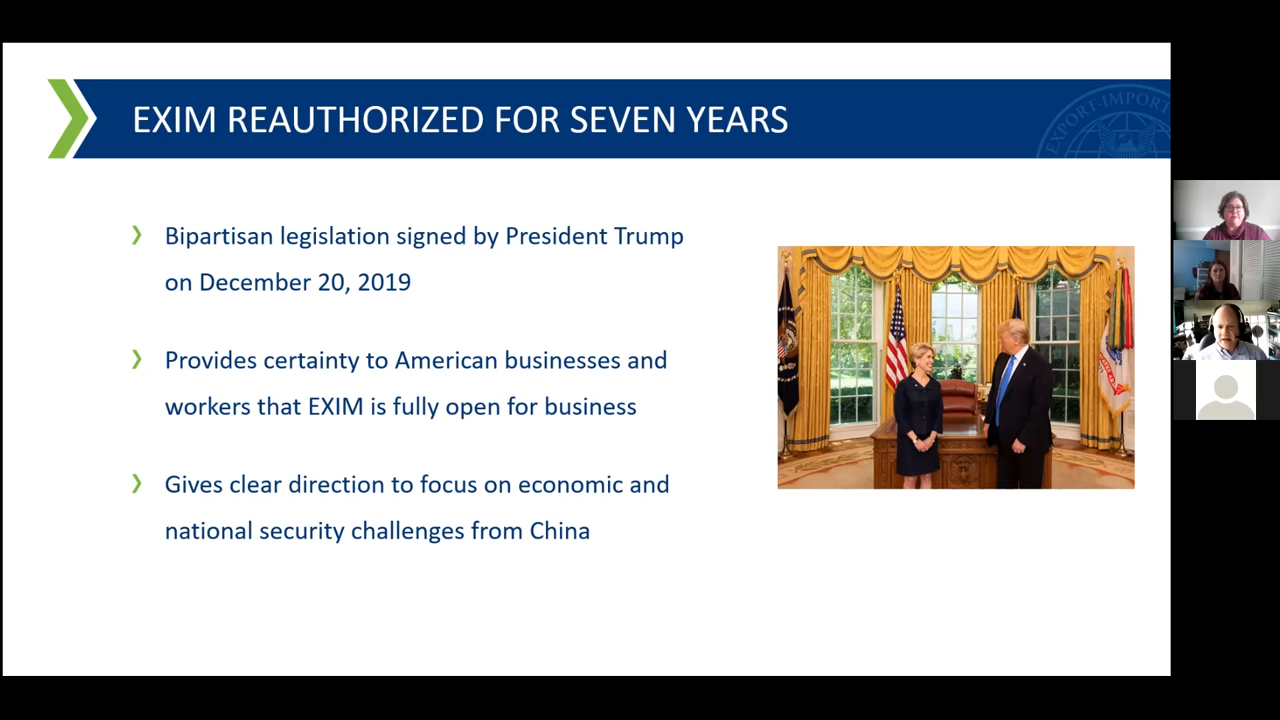 EXIM REAUTHORIZED FOR SEVEN YEARS
EXPORT-IMPORT
Bipartisan legislation signed by President Trump
on December 20, 2019
Provides certainty to American businesses and
workers that EXIM is fully open for business
Gives clear direction to focus on economic and
national security challenges from China